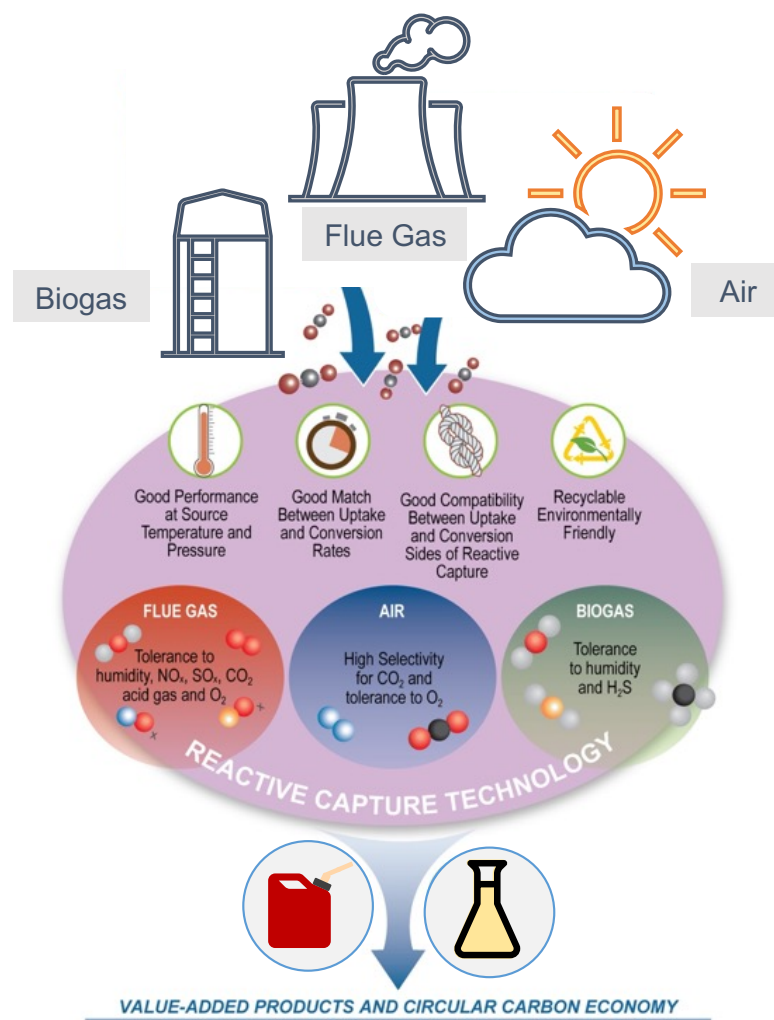 Flue Gas
Biogas
Air
Good Performance
at Source
Temperature and
Pressure
Good Match
Between Uptake
and Conversion
Rates
Good Compatibility
Between Uptake
and Conversion
Sides of Reactive
Capture
Recyclable
Environmentally
Friendly
FLUE GAS
Tolerance to
humidity, NOₓ, SOₓ, CO₂
acid gas and O₂
x
x
AIR
High Selectivity
for CO₂ and
tolerance to O₂
BIOGAS
Tolerance
to humidity
and H₂S
REACTIVE CAPTURE TECHNOLOGY
VALUE-ADDED PRODUCTS AND CIRCULAR CARBON ECONOMY